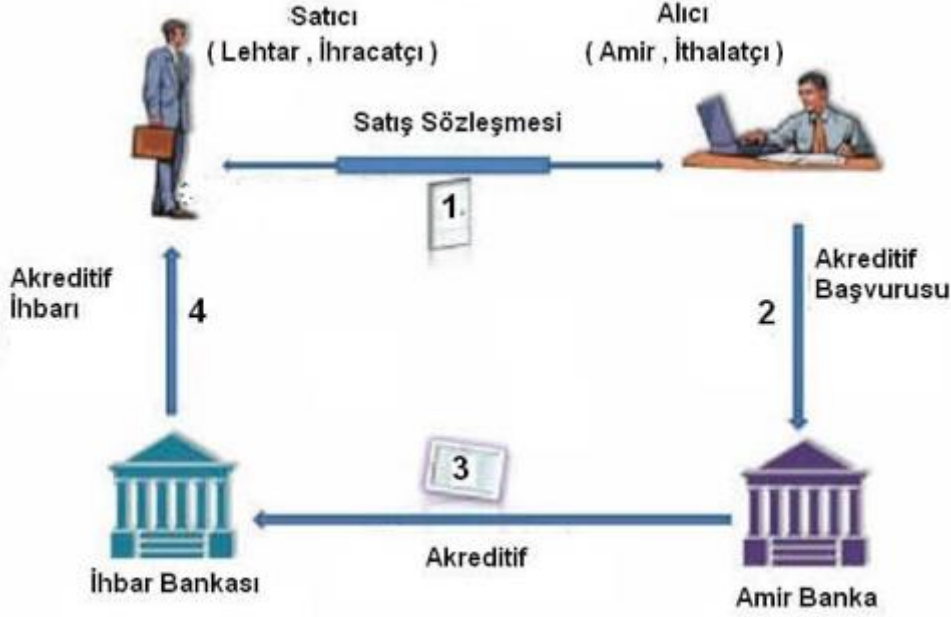 Satıcı
( Lehtar , İhracatçı )
Alıcı
( Amir , İthalatçı )
Satış Sözleşmesi
1.
Akreditif
Başvurusu
2
3
Akreditif
Akreditif
İhbarı
4
İhbar Bankası
Amir Banka